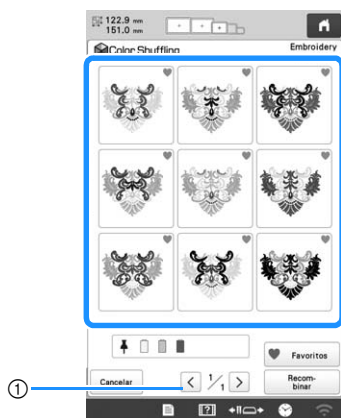 122.9 mm
151.0 mm
Color Shuffling
Embroidery
Favoritos
①
Cancelar
1/1
Recom-
binar